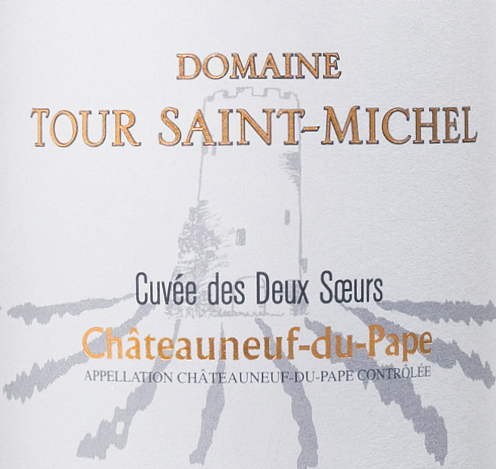 DOMAINE
TOUR SAINT-MICHEL
Cuvée des Deux Sœurs
Châteauneuf-du-Pape
APPELLATION CHÂTEAUNEUF-DU-PAPE CONTRÔLÉE